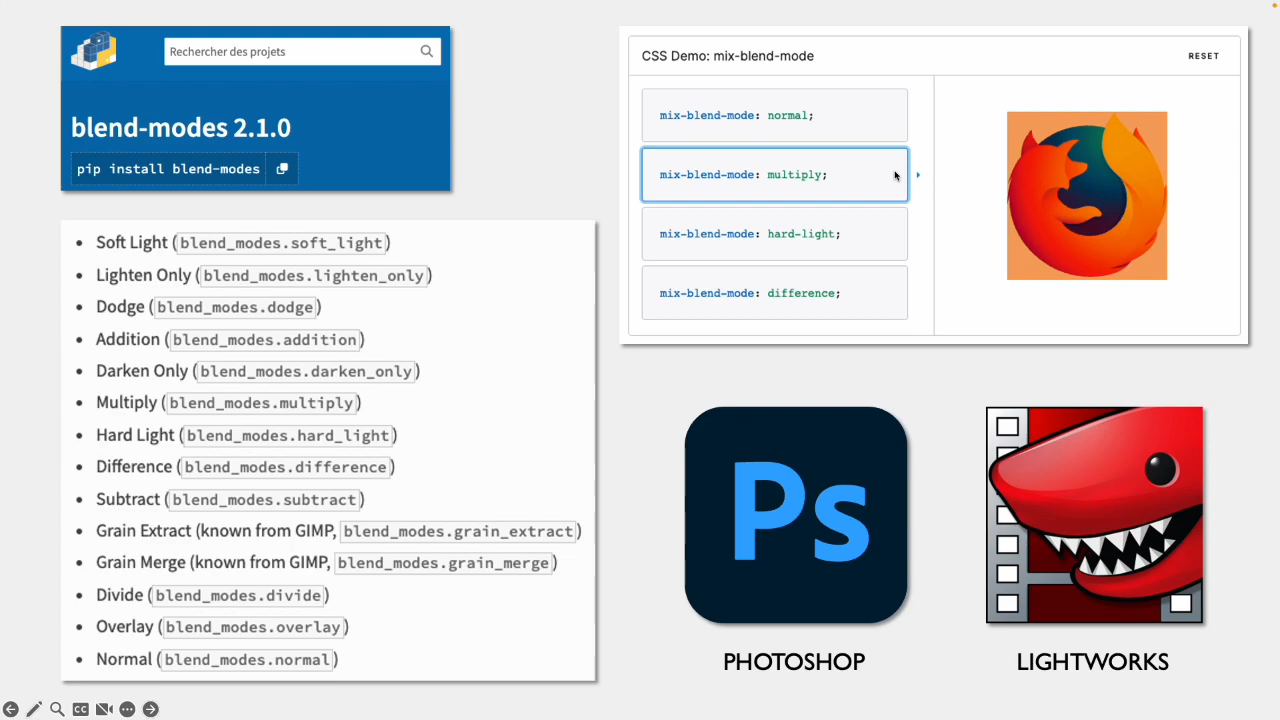 Rechercher des projets
blend-modes 2.1.0
pip install blend-modes
• Soft Light (blend_modes.soft_light)
• Lighten Only (blend_modes.lighten_only)
• Dodge (blend_modes.dodge)
• Addition (blend_modes.addition)
• Darken Only (blend_modes.darken_only)
• Multiply (blend_modes.multiply)
• Hard Light (blend_modes.hard_light)
• Difference (blend_modes.difference)
• Subtract (blend_modes.subtract)
• Grain Extract (known from GIMP, blend_modes.grain_extract)
• Grain Merge (known from GIMP, blend_modes.grain_merge)
• Divide (blend_modes.divide)
• Overlay (blend_modes.overlay)
• Normal (blend_modes.normal)
CSS Demo: mix-blend-mode
RESET
mix-blend-mode: normal;
mix-blend-mode: multiply;
mix-blend-mode: hard-light;
mix-blend-mode: difference;
Ps
PHOTOSHOP
LIGHTWORKS
CC